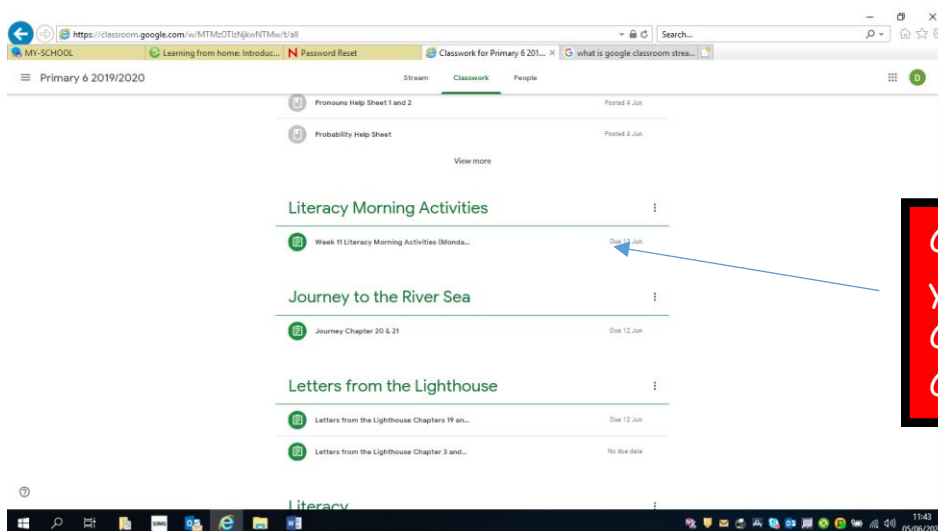 https://classroom.google.com/w/MTMzOTIzNjkwNTMw/t/all
Search...
MY-SCHOOL
Learning from home: Introduc...
Password Reset
Classwork for Primary 6 201...
what is google classroom strea...
Primary 6 2019/2020
Stream
Classwork
People
D
Pronouns Help Sheet 1 and 2
Posted 4 Jun
Probability Help Sheet
Posted 4 Jun
View more
Literacy Morning Activities
Week 11 Literacy Morning Activities (Monda...
Due 12 Jun
Journey to the River Sea
Journey Chapter 20 & 21
Due 12 Jun
Letters from the Lighthouse
Letters from the Lighthouse Chapters 19 an...
Due 12 Jun
Letters from the Lighthouse Chapter 3 and...
No due date
Literacy
SIMS
11:43